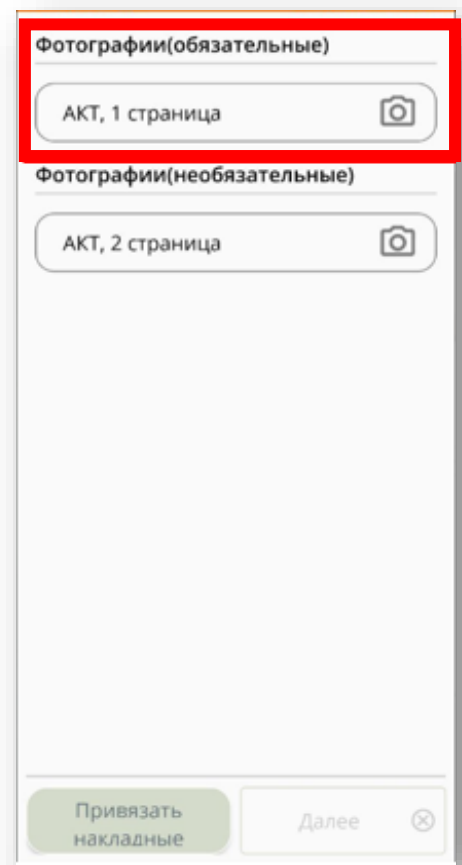 Фотографии(обязательные)
АКТ, 1 страница
Фотографии(необязательные)
АКТ, 2 страница
Привязать
накладные
Далее